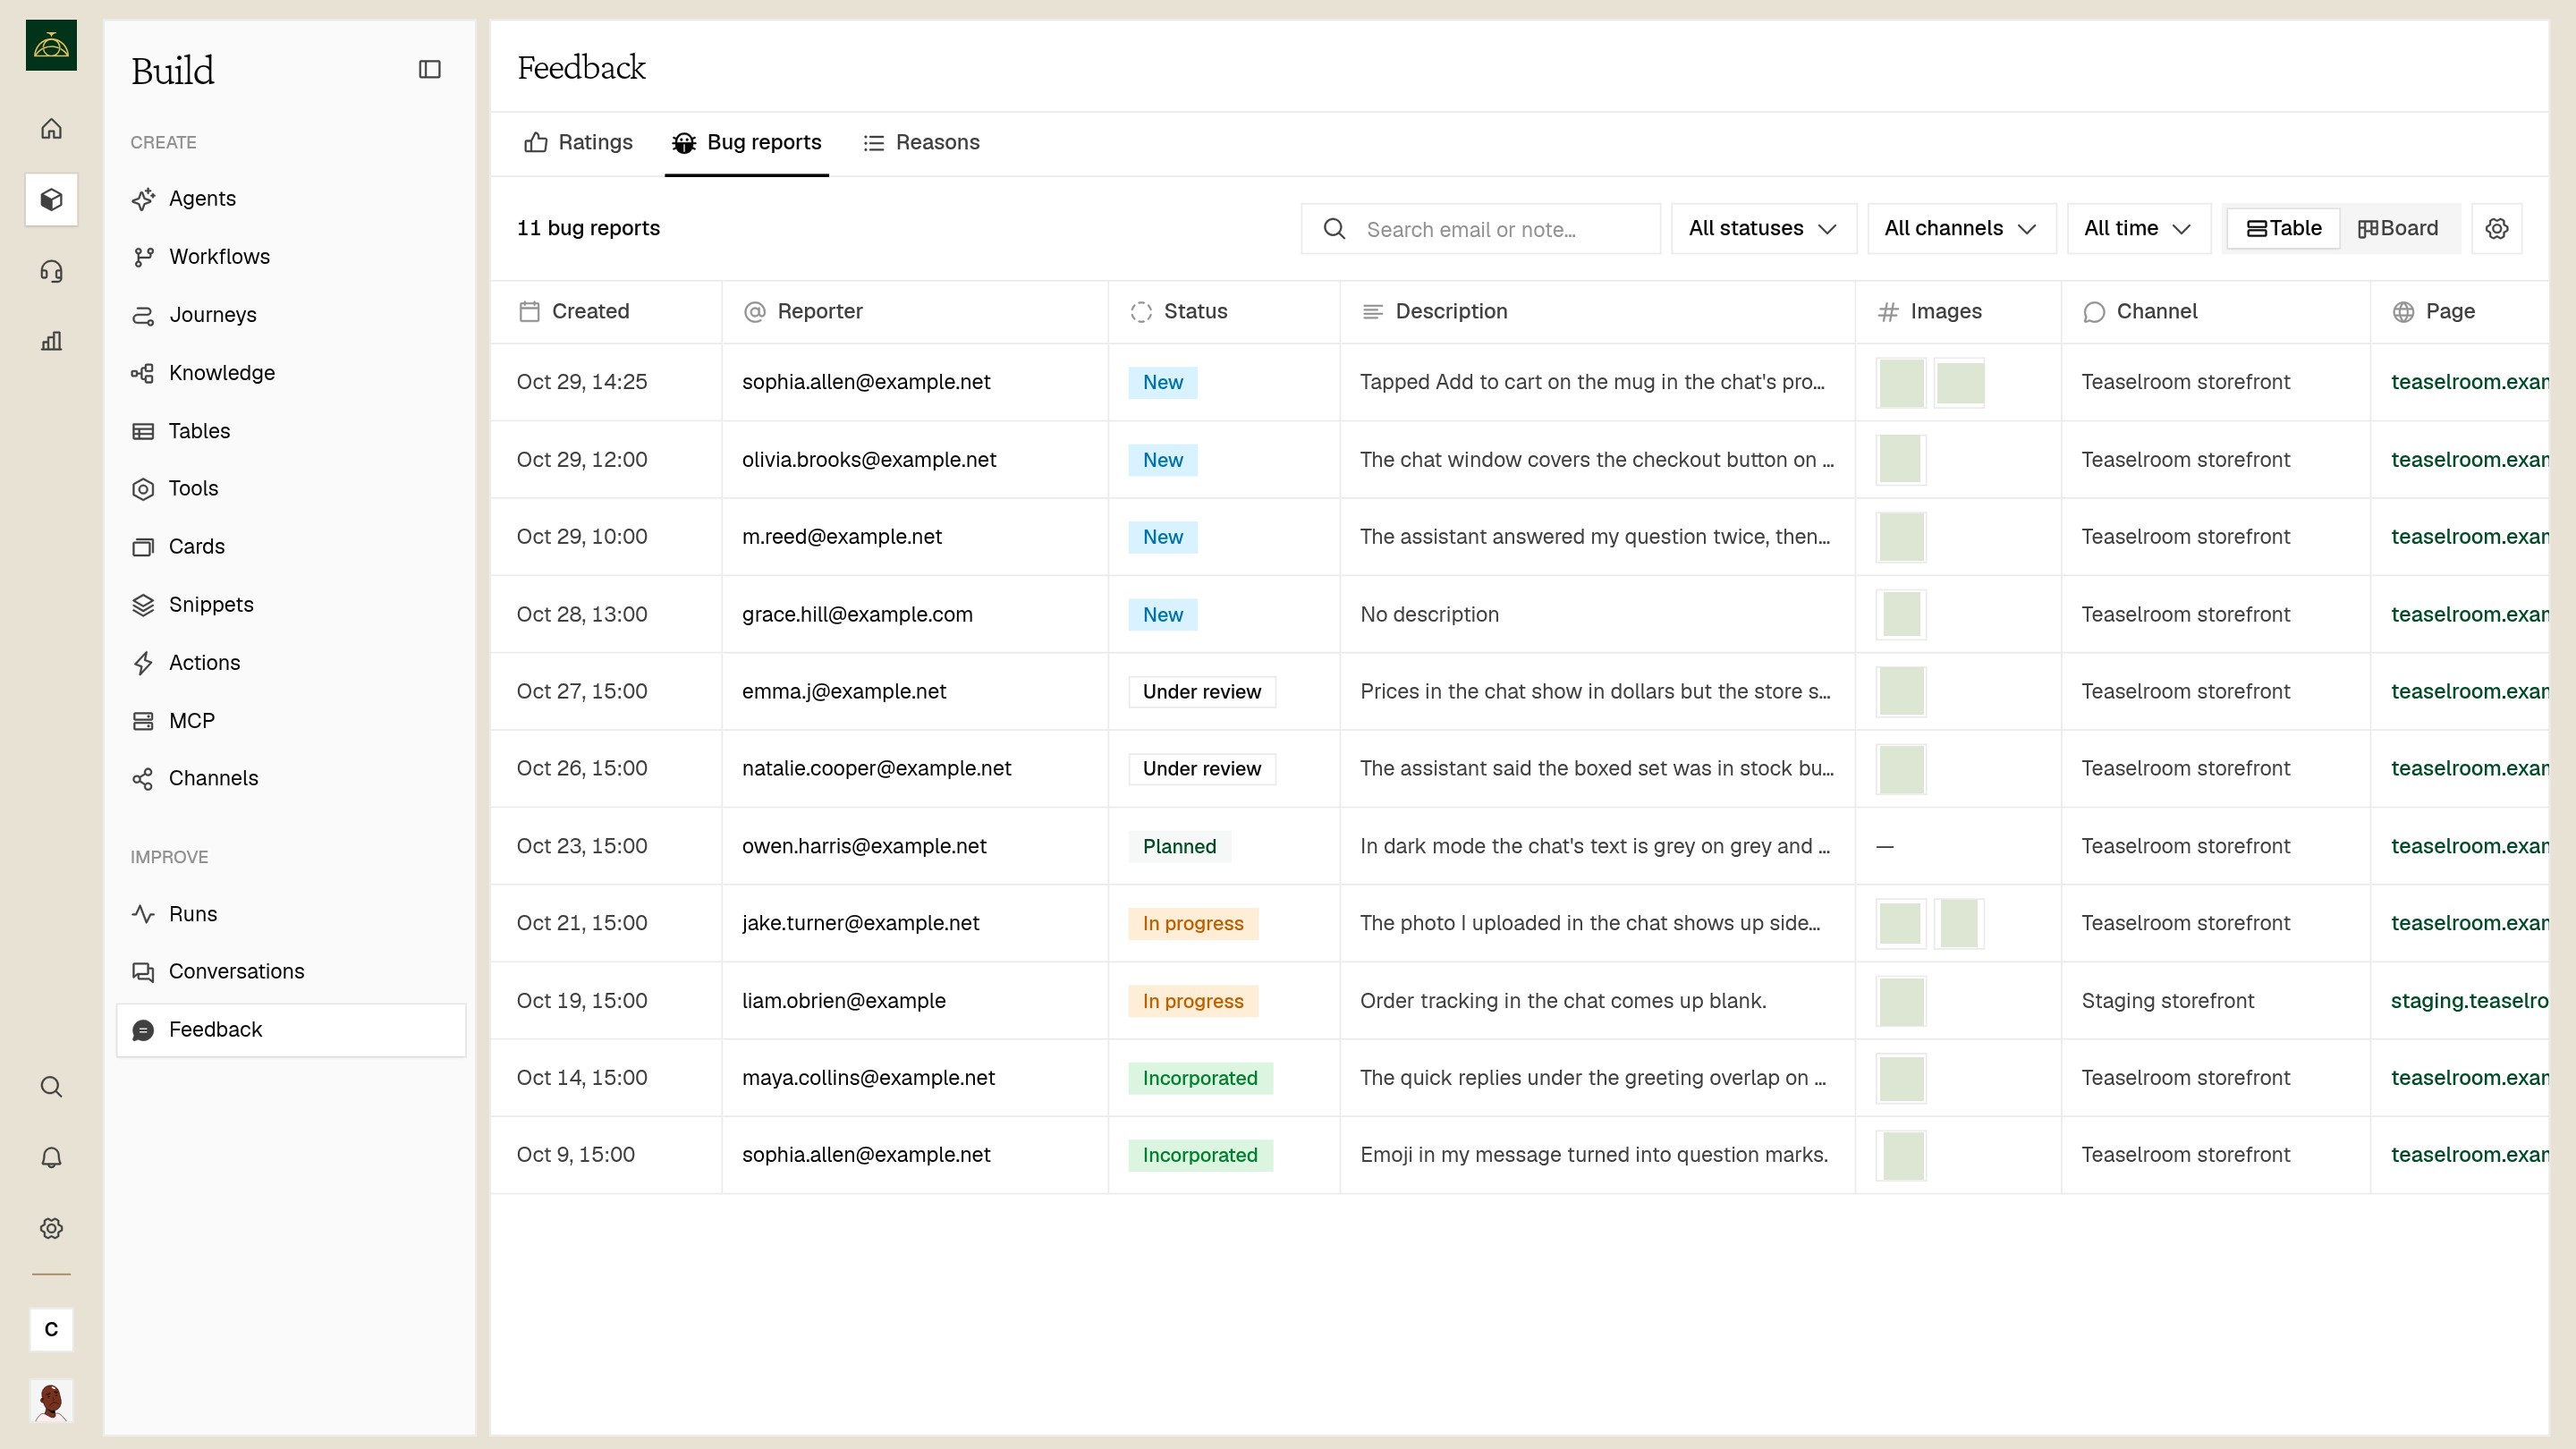 Build
CREATE
Agents
Workflows
Journeys
Knowledge
Tables
Tools
Cards
Snippets
Actions
MCP
Channels
IMPROVE
Runs
Conversations
Feedback
C
Feedback
Ratings
Bug reports
Reasons
11 bug reports
Search email or note...
All statuses
All channels
All time
Table
Board
Created Reporter Status Description Images Channel Page
Oct 29, 14:25 sophia.allen@example.net New Tapped Add to cart on the mug in the chat's pro... Teaselroom storefront teaselroom.exam
Oct 29, 12:00 olivia.brooks@example.net New The chat window covers the checkout button on ... Teaselroom storefront teaselroom.exam
Oct 29, 10:00 m.reed@example.net New The assistant answered my question twice, then... Teaselroom storefront teaselroom.exam
Oct 28, 13:00 grace.hill@example.com New No description Teaselroom storefront teaselroom.exam
Oct 27, 15:00 emma.j@example.net Under review Prices in the chat show in dollars but the store s... Teaselroom storefront teaselroom.exam
Oct 26, 15:00 natalie.cooper@example.net Under review The assistant said the boxed set was in stock bu... Teaselroom storefront teaselroom.exam
Oct 23, 15:00 owen.harris@example.net Planned In dark mode the chat's text is grey on grey and ... — Teaselroom storefront teaselroom.exam
Oct 21, 15:00 jake.turner@example.net In progress The photo I uploaded in the chat shows up side... Teaselroom storefront teaselroom.exam
Oct 19, 15:00 liam.obrien@example In progress Order tracking in the chat comes up blank. Staging storefront staging.teaselro
Oct 14, 15:00 maya.collins@example.net Incorporated The quick replies under the greeting overlap on ... Teaselroom storefront teaselroom.exam
Oct 9, 15:00 sophia.allen@example.net Incorporated Emoji in my message turned into question marks. Teaselroom storefront teaselroom.exam